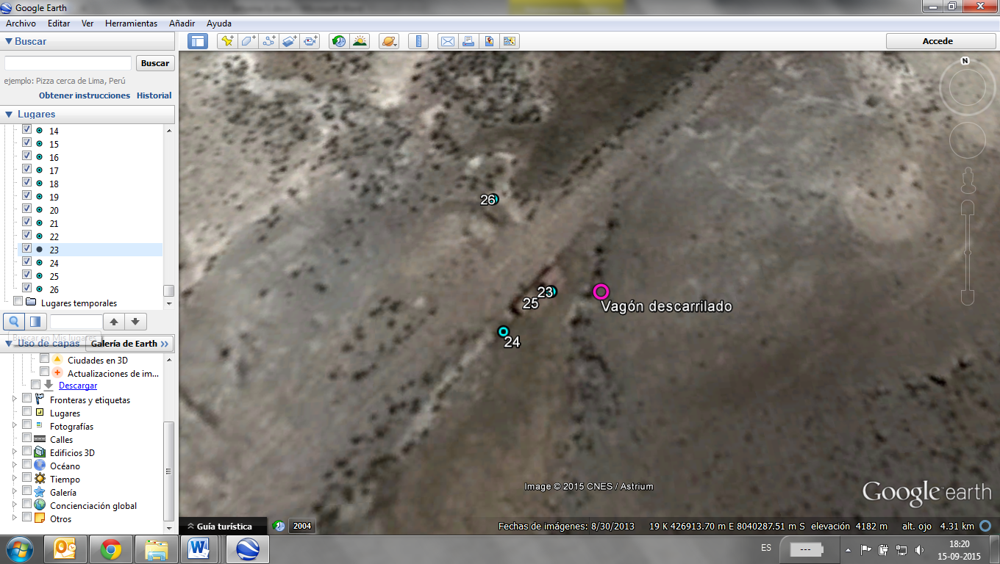 Google Earth
Archivo Editar Ver Herramientas Añadir Ayuda
Buscar
Accede
Buscar
ejemplo: Pizza cerca de Lima, Perú
Obtener instrucciones Historial
Lugares
14
15
16
17
18
19
20
21
22
23
24
25
26
Lugares temporales
Buscar en Mis lugares
Uso de capas Galería de Earth »
Ciudades en 3D
Actualizaciones de im...
Descargar
Fronteras y etiquetas
Lugares
Fotografías
Calles
Edificios 3D
Océano
Tiempo
Galería
Concienciación global
Otros
N
26
23
25
Vagón descarrilado
24
Image © 2015 CNES / Astrium
Google earth
Guía turística 2004 Fechas de imágenes: 8/30/2013 19 K 426913.70 m E 8040287.51 m S elevación 4182 m alt. ojo 4.31 km
ES
---
18:20
15-09-2015